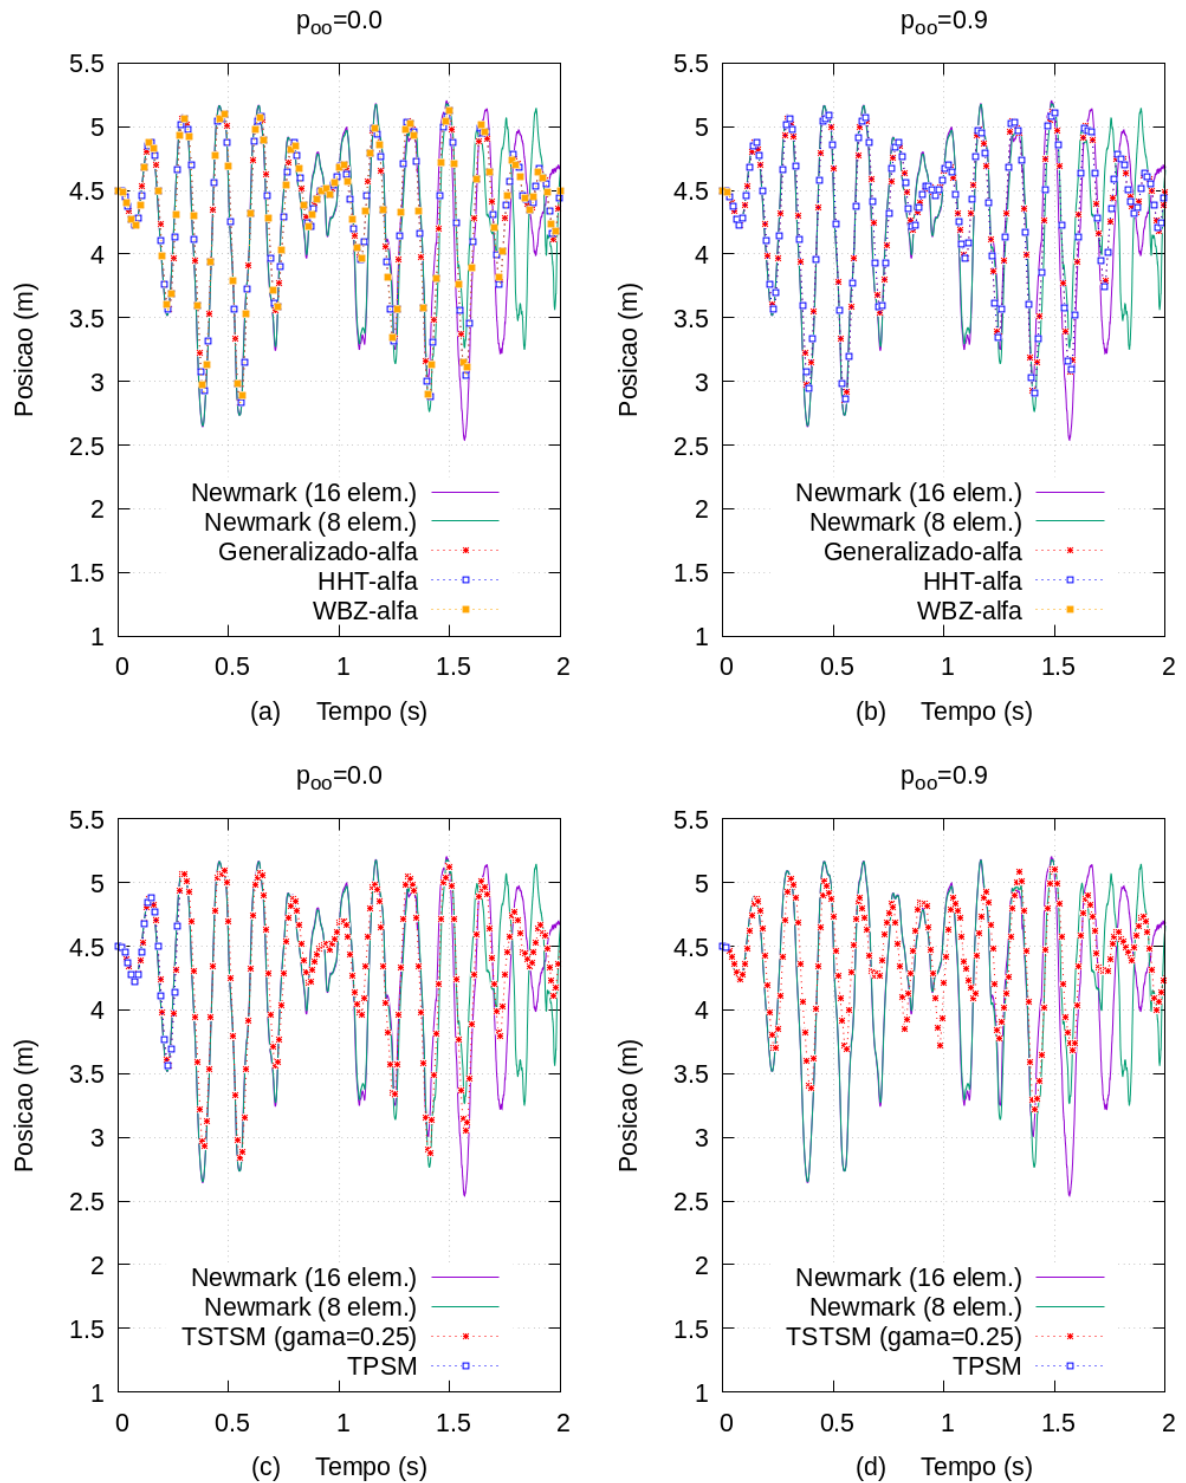 p_oo=0.0
5.5
5
4.5
4
3.5
3
2.5
2
1.5
1
Posicao (m)
Newmark (16 elem.)
Newmark (8 elem.)
Generalizado-alfa
HHT-alfa
WBZ-alfa
0 0.5 1 1.5 2
(a) Tempo (s)
p_oo=0.9
5.5
5
4.5
4
3.5
3
2.5
2
1.5
1
Posicao (m)
Newmark (16 elem.)
Newmark (8 elem.)
Generalizado-alfa
HHT-alfa
WBZ-alfa
0 0.5 1 1.5 2
(b) Tempo (s)
p_oo=0.0
5.5
5
4.5
4
3.5
3
2.5
2
1.5
1
Posicao (m)
Newmark (16 elem.)
Newmark (8 elem.)
TSTSM (gama=0.25)
TPSM
0 0.5 1 1.5 2
(c) Tempo (s)
p_oo=0.9
5.5
5
4.5
4
3.5
3
2.5
2
1.5
1
Posicao (m)
Newmark (16 elem.)
Newmark (8 elem.)
TSTSM (gama=0.25)
TPSM
0 0.5 1 1.5 2
(d) Tempo (s)